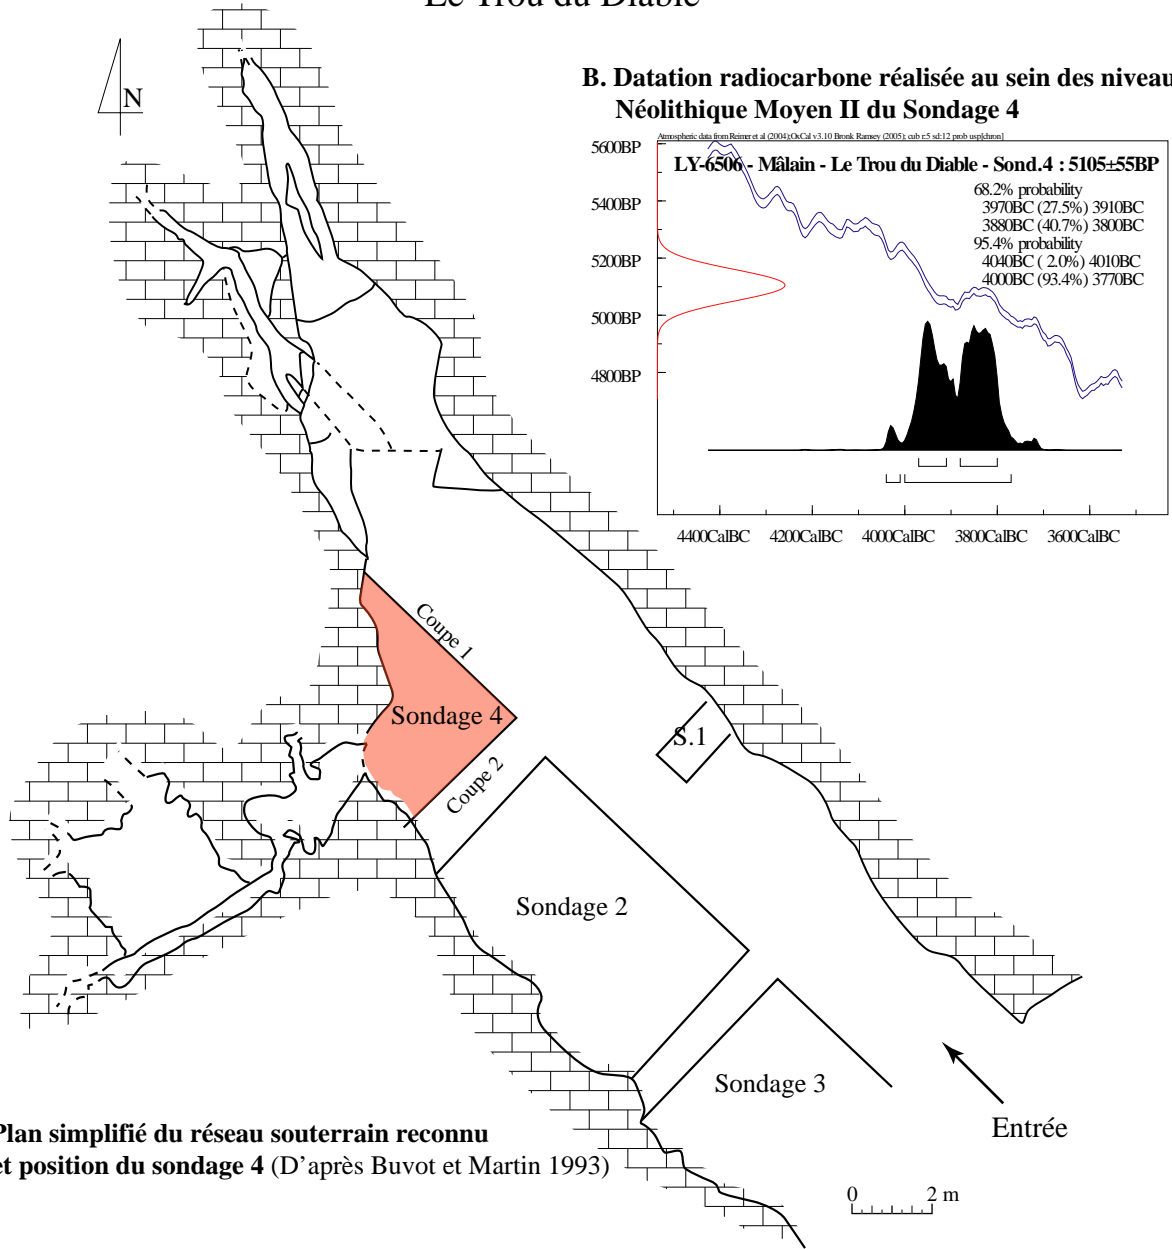 Le Trou du Diable
N
B. Datation radiocarbone réalisée au sein des niveau
Néolithique Moyen II du Sondage 4
Atmospheric data from Reimer et al (2004);OxCal v3.10 Bronk Ramsey (2005); cub r:5 sd:12 prob usp[chron]
LY-6506 - Mâlain - Le Trou du Diable - Sond.4 : 5105±55BP
68.2% probability
3970BC (27.5%) 3910BC
3880BC (40.7%) 3800BC
95.4% probability
4040BC ( 2.0%) 4010BC
4000BC (93.4%) 3770BC
5600BP
5400BP
5200BP
5000BP
4800BP
4400CalBC 4200CalBC 4000CalBC 3800CalBC 3600CalBC
Coupe 1
Sondage 4
S.1
Coupe 2
Sondage 2
Sondage 3
Entrée
Plan simplifié du réseau souterrain reconnu
et position du sondage 4 (D'après Buvot et Martin 1993)
0 2 m